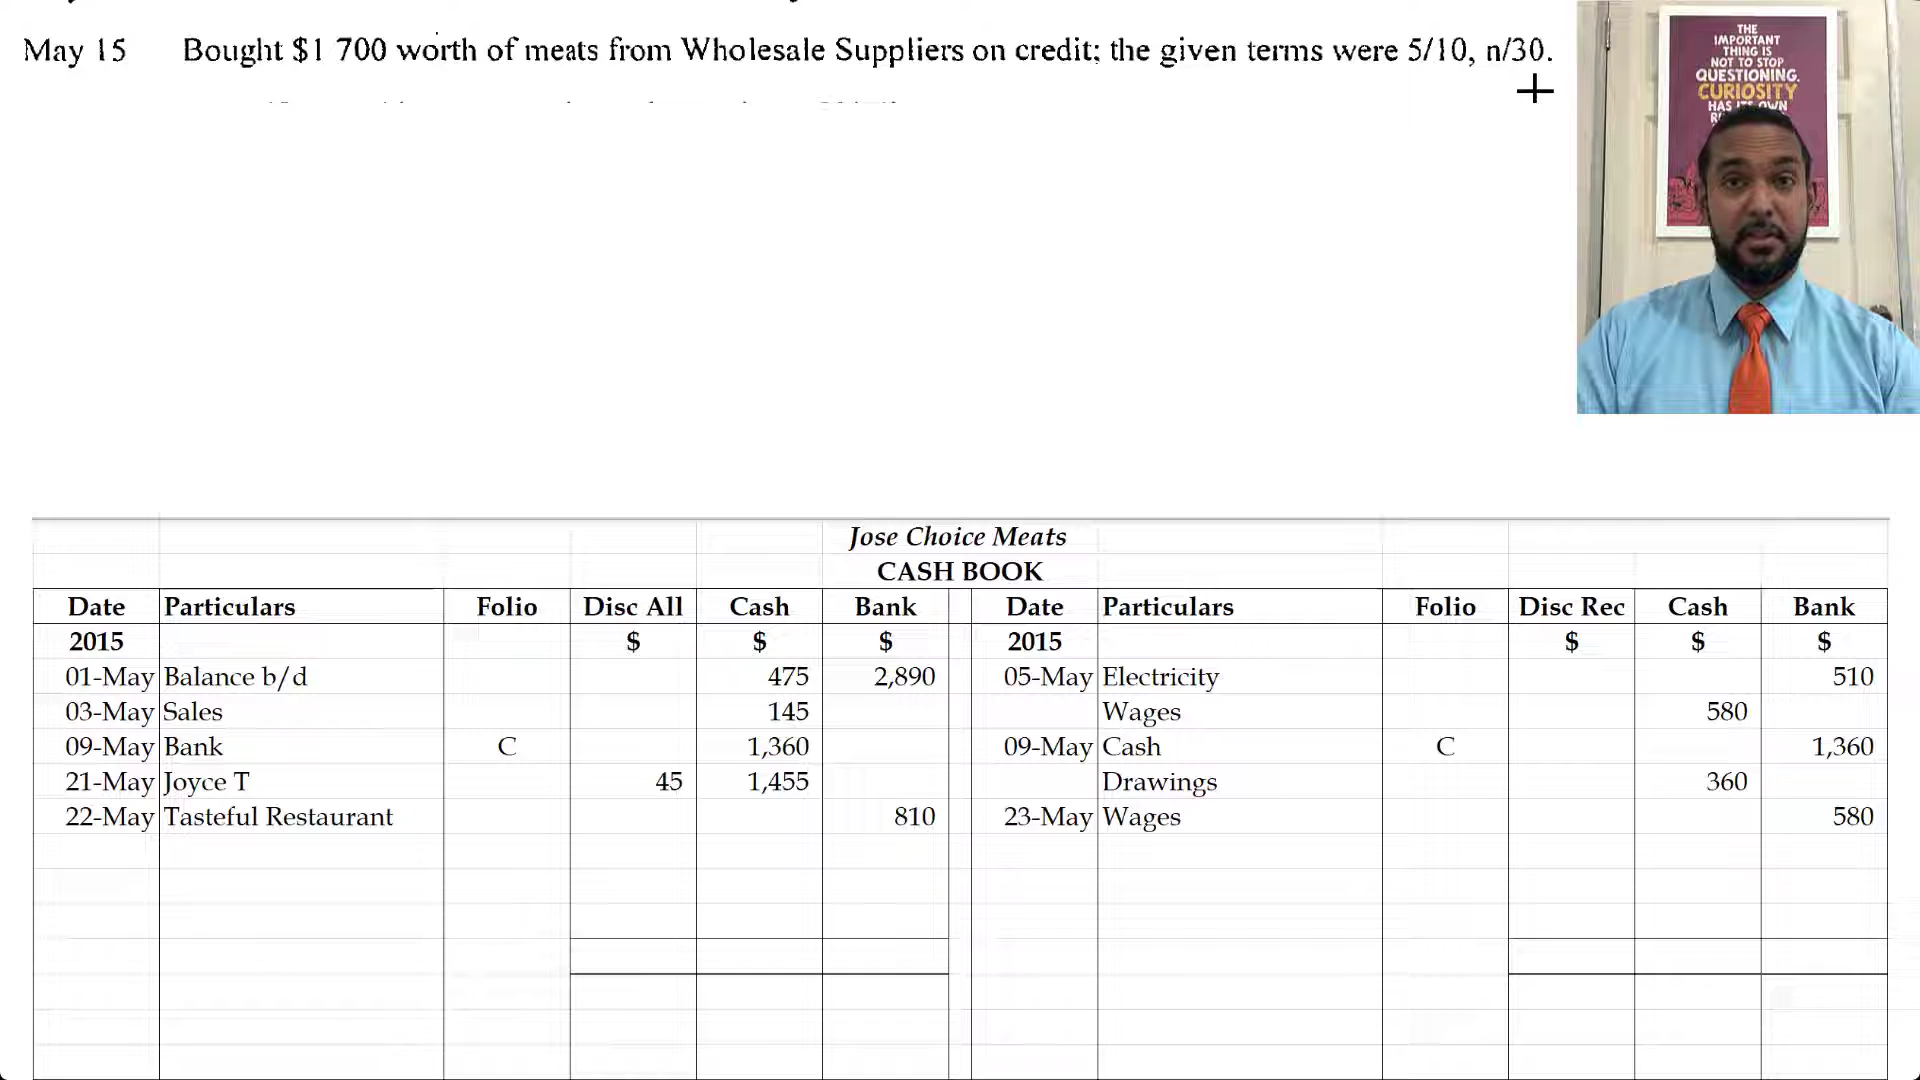 May 15 Bought $1 700 worth of meats from Wholesale Suppliers on credit; the given terms were 5/10, n/30.
THE
IMPORTANT
THING IS
NOT TO STOP
QUESTIONING.
CURIOSITY
HAS ITS OWN
Jose Choice Meats
CASH BOOK
Date Particulars Folio Disc All Cash Bank Date Particulars Folio Disc Rec Cash Bank
2015 $ $ $ 2015 $ $ $
01-May Balance b/d 475 2,890 05-May Electricity 510
03-May Sales 145 Wages 580
09-May Bank C 1,360 09-May Cash C 1,360
21-May Joyce T 45 1,455 Drawings 360
22-May Tasteful Restaurant 810 23-May Wages 580